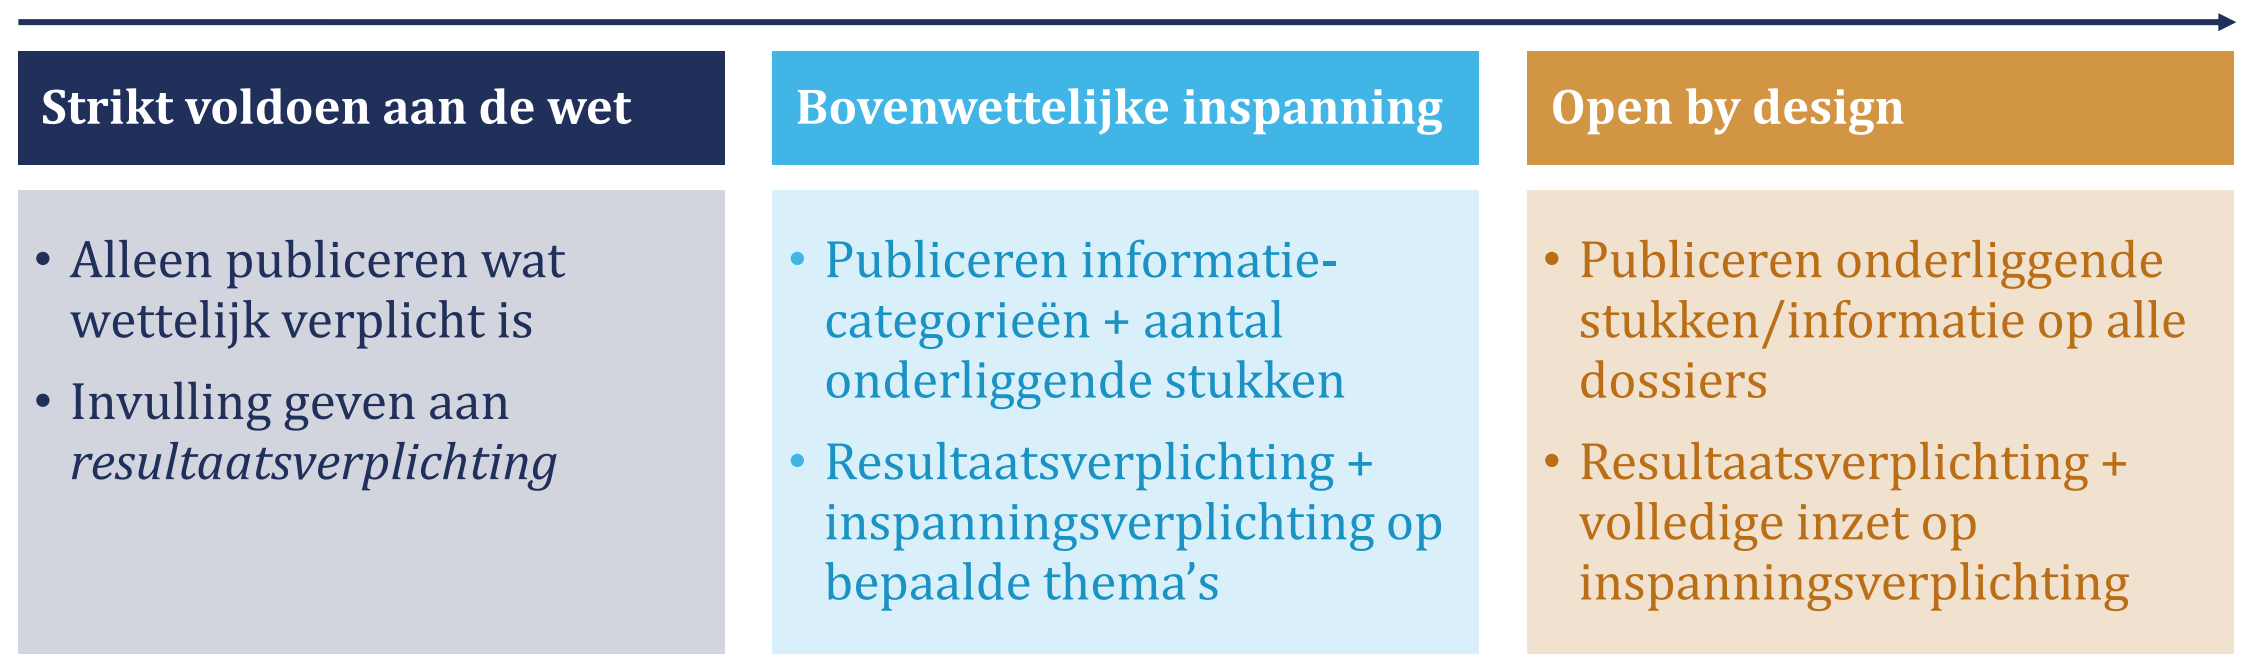 Strikt voldoen aan de wet
• Alleen publiceren wat
wettelijk verplicht is
• Invulling geven aan
resultaatsverplichting
Bovenwettelijke inspanning
• Publiceren informatie-
categorieën + aantal
onderliggende stukken
• Resultaatsverplichting +
inspanningsverplichting op
bepaalde thema’s
Open by design
• Publiceren onderliggende
stukken/informatie op alle
dossiers
• Resultaatsverplichting +
volledige inzet op
inspanningsverplichting